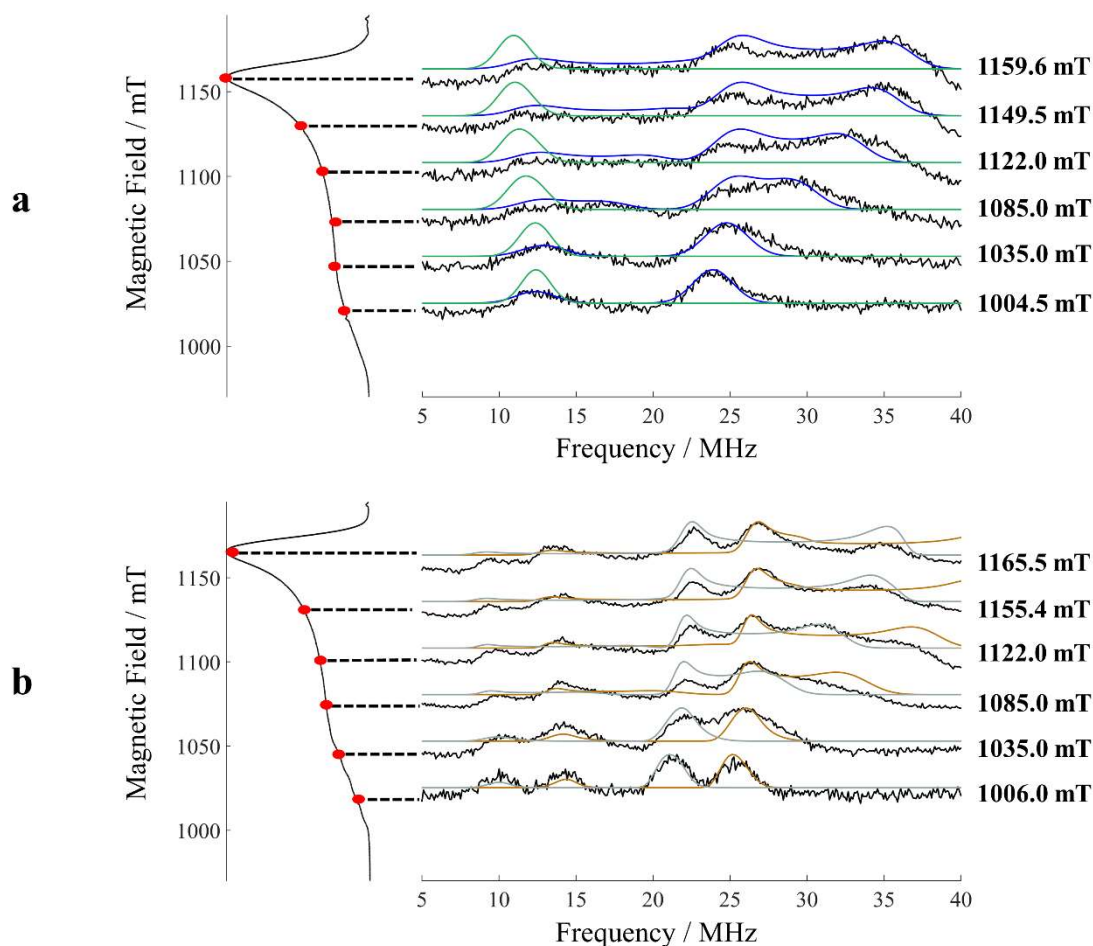 a
Magnetic Field / mT
1150
1100
1050
1000
1159.6 mT
1149.5 mT
1122.0 mT
1085.0 mT
1035.0 mT
1004.5 mT
5 10 15 20 25 30 35 40
Frequency / MHz
b
Magnetic Field / mT
1150
1100
1050
1000
1165.5 mT
1155.4 mT
1122.0 mT
1085.0 mT
1035.0 mT
1006.0 mT
5 10 15 20 25 30 35 40
Frequency / MHz